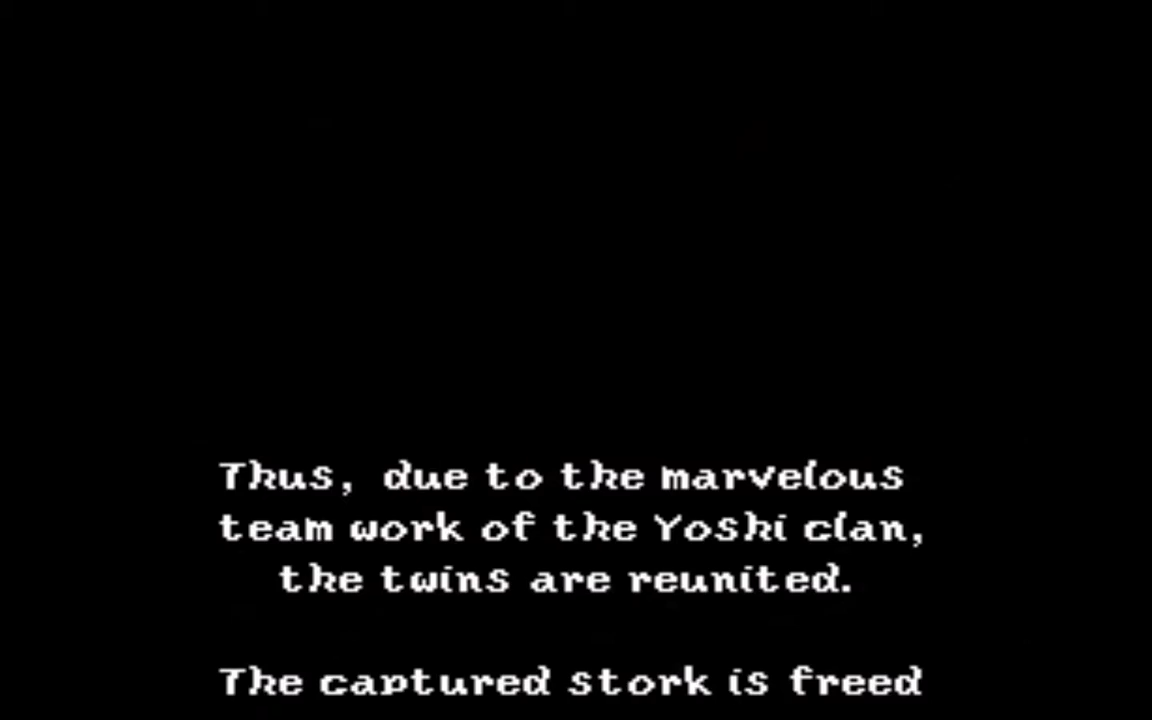 Thus, due to the marvelous
team work of the Yoshi clan,
the twins are reunited.
The captured stork is freed